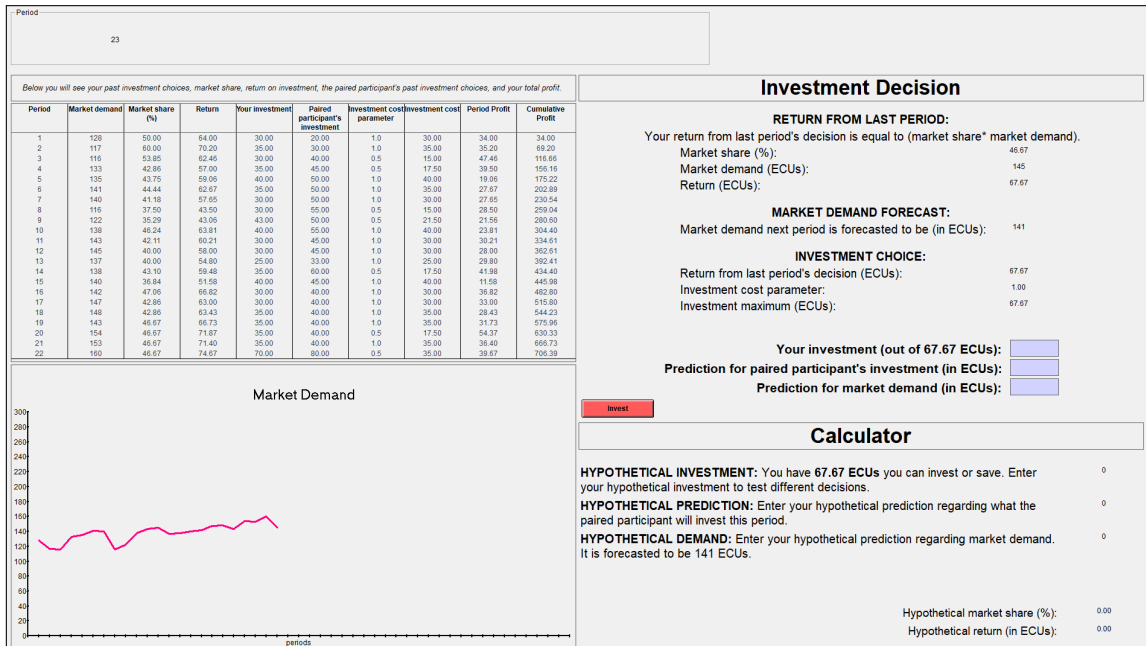 Period
23
Below you will see your past investment choices, market share, return on investment, the paired participant's past investment choices, and your total profit.
Period Market demand Market share (%) Return Your investment Paired participant's investment Investment cost parameter Investment cost Period Profit Cumulative Profit
1 128 50.00 64.00 30.00 20.00 1.0 30.00 34.00 34.00
2 117 60.00 70.20 35.00 30.00 1.0 35.00 35.20 69.20
3 116 53.85 62.46 30.00 40.00 0.5 15.00 47.46 116.66
4 133 42.86 57.00 35.00 45.00 0.5 17.50 39.50 156.16
5 135 43.75 59.06 40.00 50.00 1.0 40.00 19.06 175.22
6 141 44.44 62.67 35.00 50.00 1.0 35.00 27.67 202.89
7 140 41.18 57.65 30.00 50.00 1.0 30.00 27.65 230.54
8 116 37.50 43.50 30.00 55.00 0.5 15.00 28.50 259.04
9 122 35.29 43.06 43.00 50.00 0.5 21.50 21.56 280.60
10 138 46.24 63.81 40.00 55.00 1.0 40.00 23.81 304.40
11 143 42.11 60.21 30.00 45.00 1.0 30.00 30.21 334.61
12 145 40.00 58.00 30.00 45.00 1.0 30.00 28.00 362.61
13 137 40.00 54.80 25.00 33.00 1.0 25.00 29.80 392.41
14 138 43.10 59.48 35.00 60.00 0.5 17.50 41.98 434.40
15 140 36.84 51.58 40.00 45.00 1.0 40.00 11.58 445.98
16 142 47.06 66.82 30.00 40.00 1.0 30.00 36.82 482.80
17 147 42.86 63.00 30.00 40.00 1.0 30.00 33.00 515.80
18 148 42.86 63.43 35.00 40.00 1.0 35.00 28.43 544.23
19 143 46.67 66.73 35.00 40.00 1.0 35.00 31.73 575.96
20 154 46.67 71.87 35.00 40.00 0.5 17.50 54.37 630.33
21 153 46.67 71.40 35.00 40.00 1.0 35.00 36.40 666.73
22 160 46.67 74.67 70.00 80.00 0.5 35.00 39.67 706.39
Market Demand
300
280
260
240
220
200
180
160
140
120
100
80
60
40
20
0
periods
Investment Decision
RETURN FROM LAST PERIOD:
Your return from last period's decision is equal to (market share* market demand).
Market share (%): 46.67
Market demand (ECUs): 145
Return (ECUs): 67.67
MARKET DEMAND FORECAST:
Market demand next period is forecasted to be (in ECUs): 141
INVESTMENT CHOICE:
Return from last period's decision (ECUs): 67.67
Investment cost parameter: 1.00
Investment maximum (ECUs): 67.67
Your investment (out of 67.67 ECUs):
Prediction for paired participant's investment (in ECUs):
Prediction for market demand (in ECUs):
Invest
Calculator
HYPOTHETICAL INVESTMENT: You have 67.67 ECUs you can invest or save. Enter 0
your hypothetical investment to test different decisions.
HYPOTHETICAL PREDICTION: Enter your hypothetical prediction regarding what the 0
paired participant will invest this period.
HYPOTHETICAL DEMAND: Enter your hypothetical prediction regarding market demand. 0
It is forecasted to be 141 ECUs.
Hypothetical market share (%): 0.00
Hypothetical return (in ECUs): 0.00